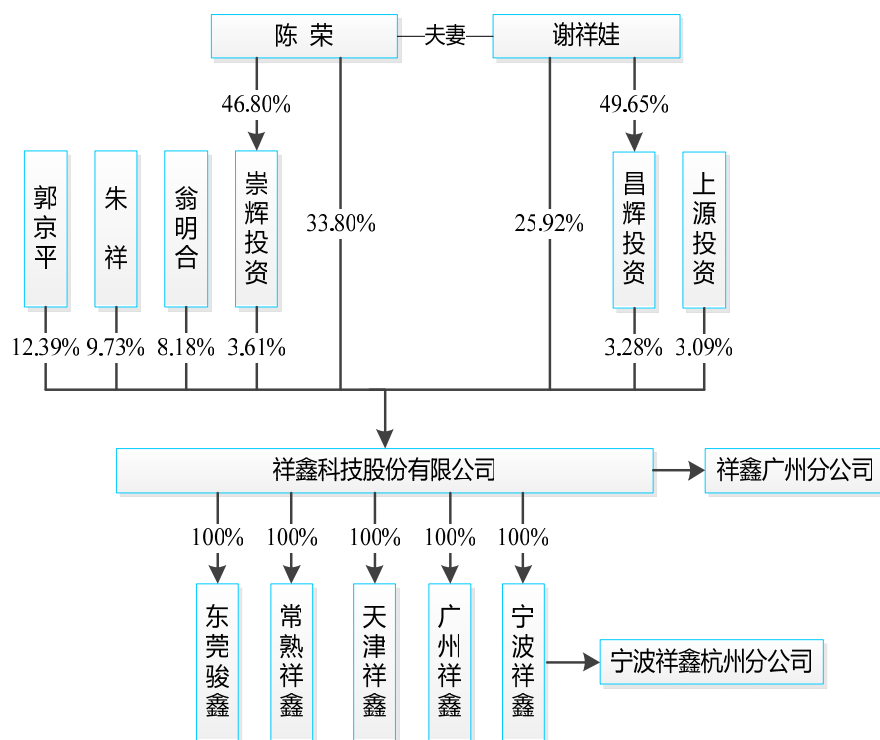 陈 荣
夫妻
谢祥娃
46.80%
49.65%
郭京平
朱 祥
翁明合
崇辉投资
33.80%
25.92%
昌辉投资
上源投资
12.39%
9.73%
8.18%
3.61%
3.28%
3.09%
祥鑫科技股份有限公司
祥鑫广州分公司
100%
100%
100%
100%
100%
东莞骏鑫
常熟祥鑫
天津祥鑫
广州祥鑫
宁波祥鑫
宁波祥鑫杭州分公司